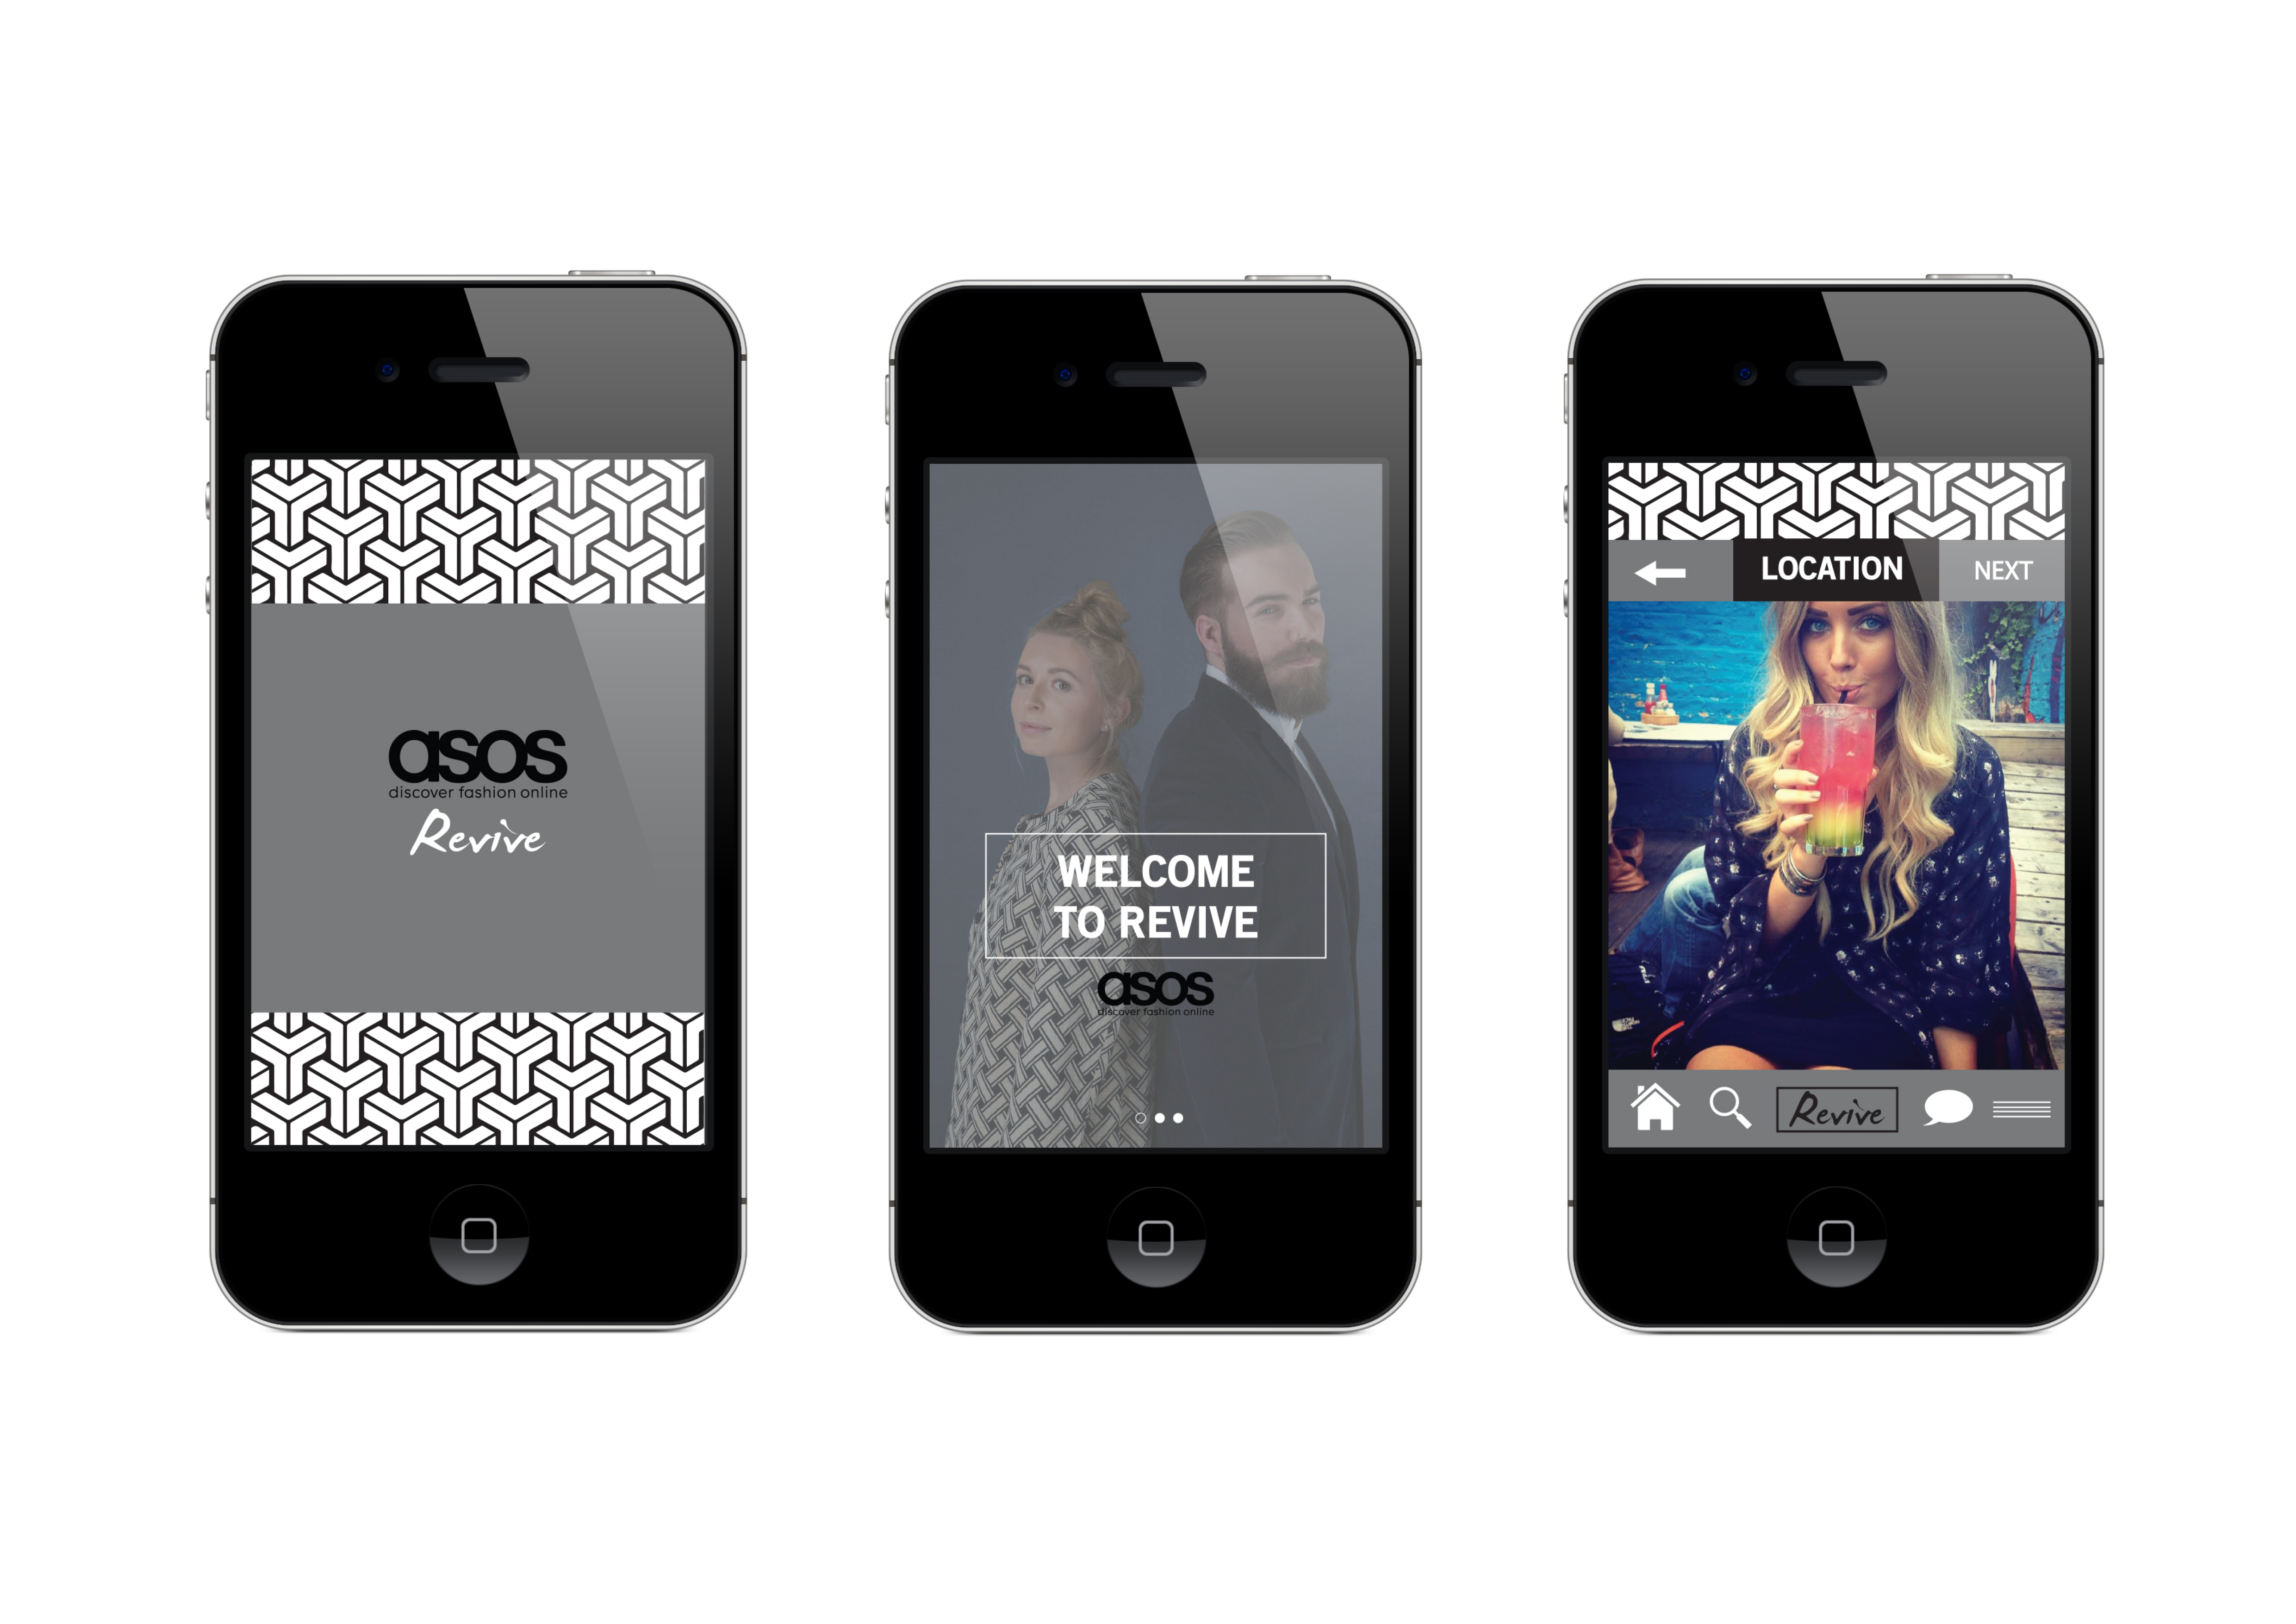 asos
discover fashion online
Revive
WELCOME
TO REVIVE
asos
discover fashion online
LOCATION
NEXT
Revive